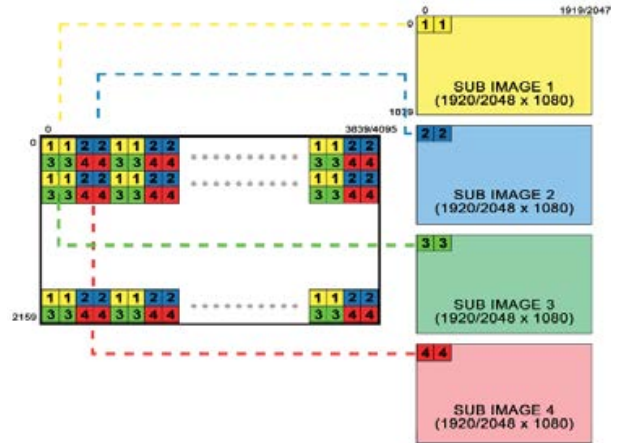 0 1919/2047
0
1 1
SUB IMAGE 1
(1920/2048 x 1080)
2 2
SUB IMAGE 2
(1920/2048 x 1080)
3 3
SUB IMAGE 3
(1920/2048 x 1080)
4 4
SUB IMAGE 4
(1920/2048 x 1080)
0 3839/4095
0
1 1 2 2 1 1 2 2 1 1 2 2
3 3 4 4 3 3 4 4 3 3 4 4
1 1 2 2 1 1 2 2 1 1 2 2
3 3 4 4 3 3 4 4 3 3 4 4
1 1 2 2 1 1 2 2 1 1 2 2
3 3 4 4 3 3 4 4 3 3 4 4
2159